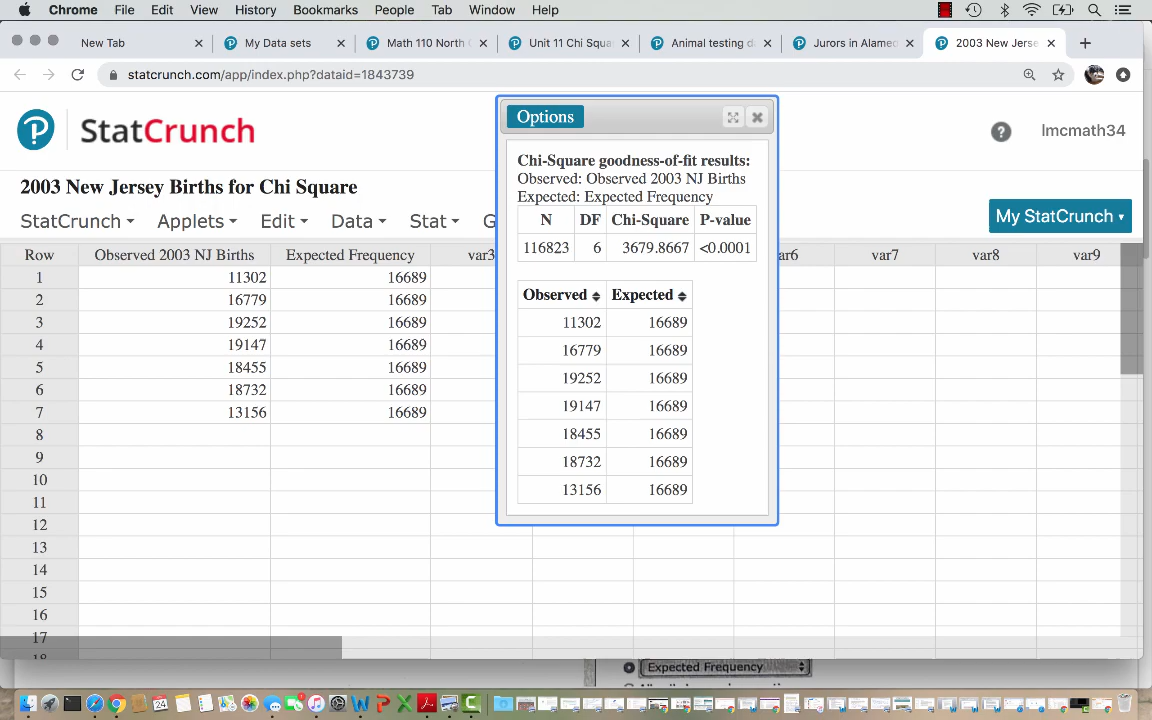 Chrome File Edit View History Bookmarks People Tab Window Help
New Tab My Data sets Math 110 North Unit 11 Chi Squa Animal testing d Jurors in Alamed 2003 New Jerse
statcrunch.com/app/index.php?dataid=1843739
StatCrunch
lmcmath34
2003 New Jersey Births for Chi Square
StatCrunch Applets Edit Data Stat G
My StatCrunch
Row Observed 2003 NJ Births Expected Frequency var3 ar6 var7 var8 var9
1 11302 16689
2 16779 16689
3 19252 16689
4 19147 16689
5 18455 16689
6 18732 16689
7 13156 16689
8
9
10
11
12
13
14
15
16
17
18
Options
Chi-Square goodness-of-fit results:
Observed: Observed 2003 NJ Births
Expected: Expected Frequency
N DF Chi-Square P-value
116823 6 3679.8667 <0.0001
Observed Expected
11302 16689
16779 16689
19252 16689
19147 16689
18455 16689
18732 16689
13156 16689
Expected Frequency
24